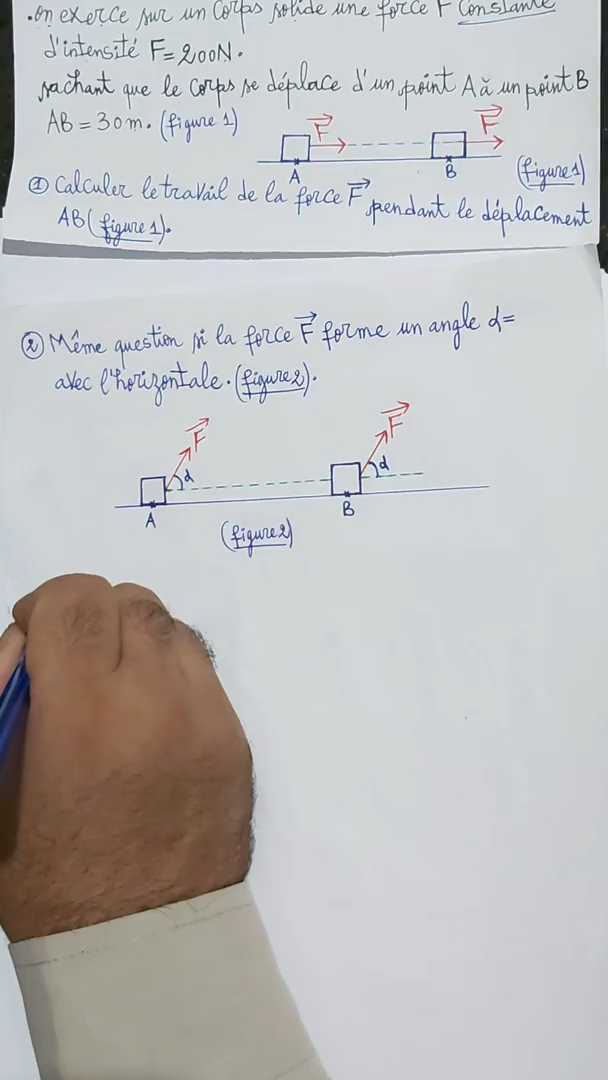 .on exerce sur un Corps solide une force F Constante
d'intensité F=200N.
sachant que le Corps se déplace d'un point A à un point B
AB = 30m. (figure 1)
F F
A B (figure 1)
① Calculer le travail de la force F pendant le déplacement
AB (figure 1).
② Même question si la force F forme un angle α=
avec l'horizontale. (figure 2).
F F
α α
A B
(figure 2)